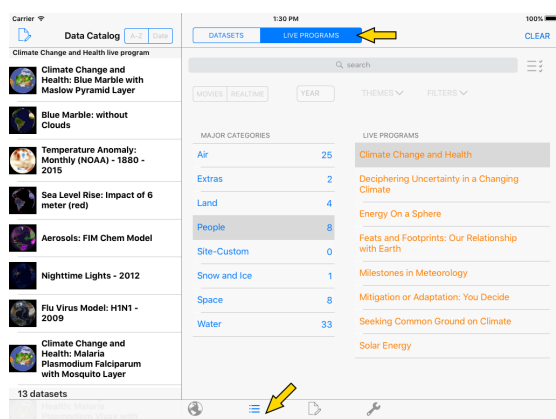 Carrier
1:30 PM
100%
Data Catalog
A-Z Date
DATASETS
LIVE PROGRAMS
CLEAR
Climate Change and Health live program
Climate Change and
Health: Blue Marble with
Maslow Pyramid Layer
Blue Marble: without
Clouds
Temperature Anomaly:
Monthly (NOAA) - 1880 -
2015
Sea Level Rise: Impact of 6
meter (red)
Aerosols: FIM Chem Model
Nighttime Lights - 2012
Flu Virus Model: H1N1 -
2009
Climate Change and
Health: Malaria
Plasmodium Falciparum
with Mosquito Layer
13 datasets
search
MOVIES REALTIME
YEAR
THEMES
FILTERS
MAJOR CATEGORIES
Air 25
Extras 2
Land 4
People 8
Site-Custom 0
Snow and Ice 1
Space 8
Water 33
LIVE PROGRAMS
Climate Change and Health
Deciphering Uncertainty in a Changing
Climate
Energy On a Sphere
Feats and Footprints: Our Relationship
with Earth
Milestones in Meteorology
Mitigation or Adaptation: You Decide
Seeking Common Ground on Climate
Solar Energy